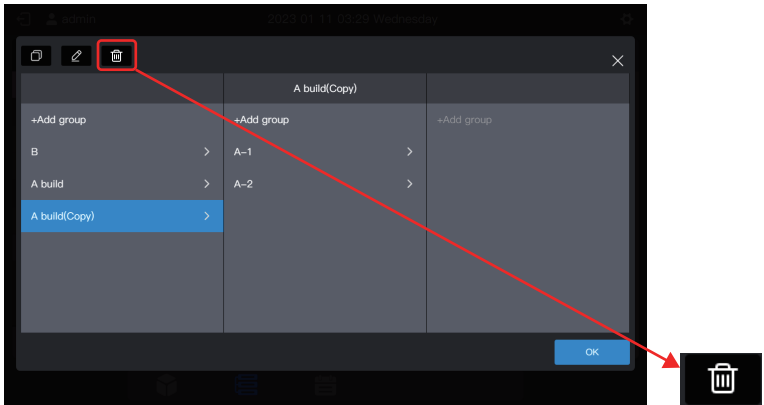 admin
2023 01 11 03:29 Wednesday
A build(Copy)
+Add group
+Add group
+Add group
B
A-1
A build
A-2
A build(Copy)
OK